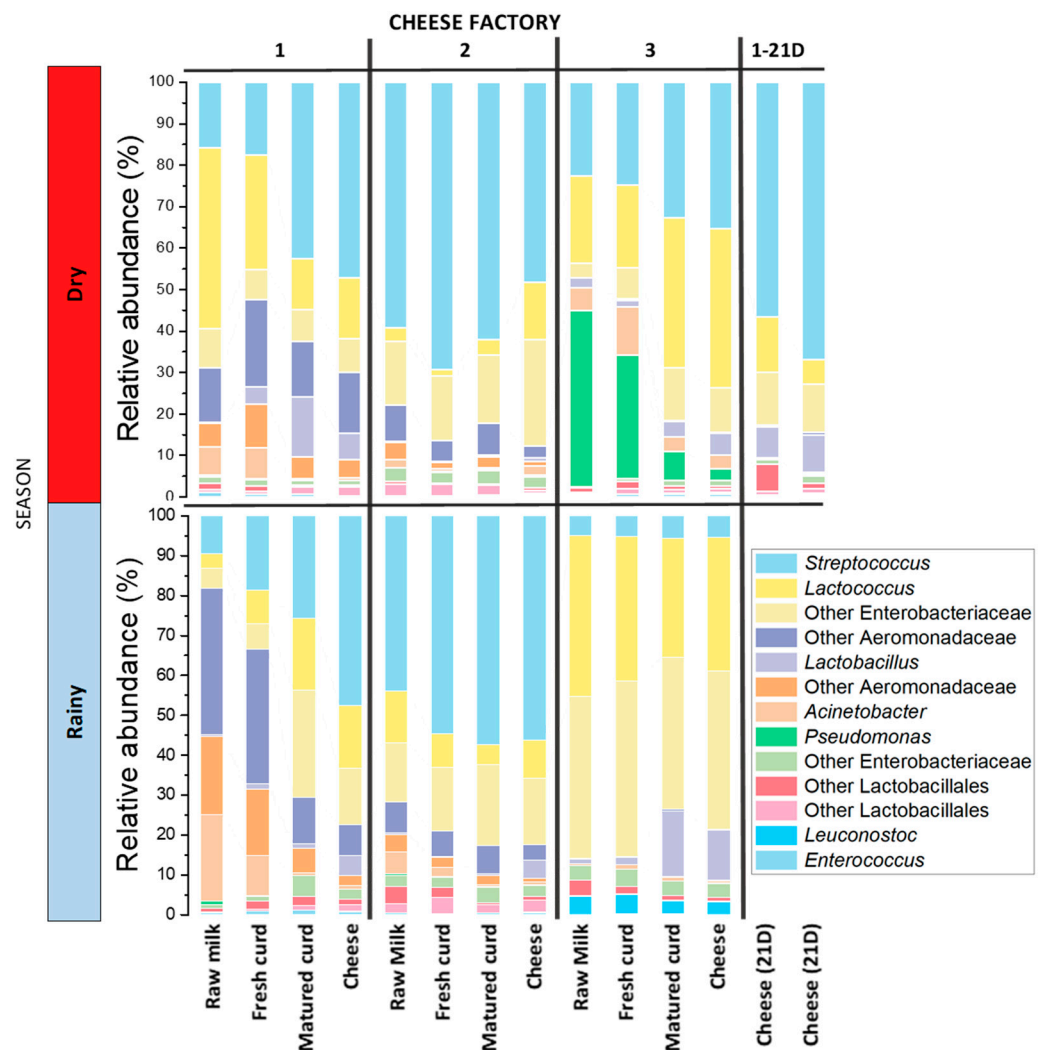 CHEESE FACTORY
1
2
3
1-21D
SEASON
Dry
Relative abundance (%)
100
90
80
70
60
50
40
30
20
10
0
Rainy
Relative abundance (%)
100
90
80
70
60
50
40
30
20
10
0
Streptococcus
Lactococcus
Other Enterobacteriaceae
Other Aeromonadaceae
Lactobacillus
Other Aeromonadaceae
Acinetobacter
Pseudomonas
Other Enterobacteriaceae
Other Lactobacillales
Other Lactobacillales
Leuconostoc
Enterococcus
Raw milk
Fresh curd
Matured curd
Cheese
Raw Milk
Fresh curd
Matured curd
Cheese
Raw Milk
Fresh curd
Matured curd
Cheese
Cheese (21D)
Cheese (21D)